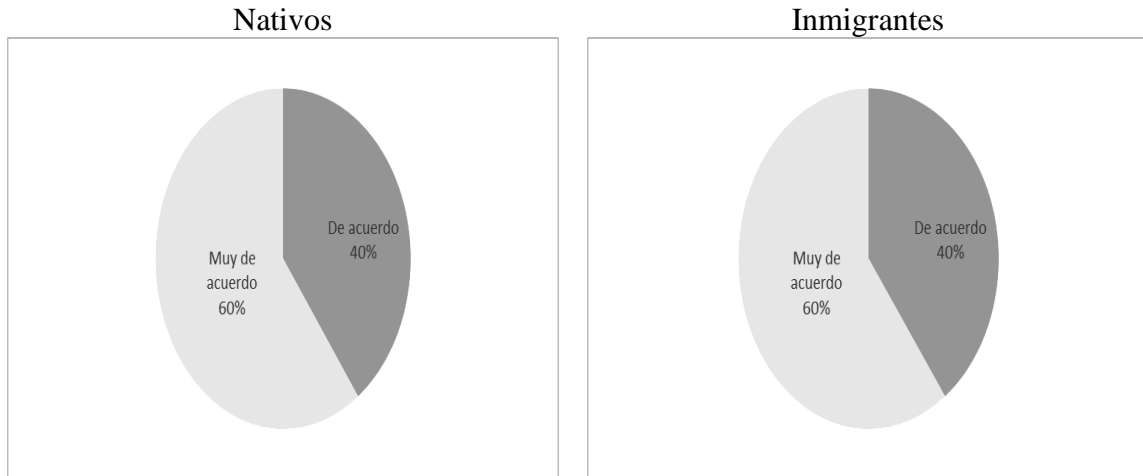 Nativos
De acuerdo
40%
Muy de
acuerdo
60%
Inmigrantes
De acuerdo
40%
Muy de
acuerdo
60%